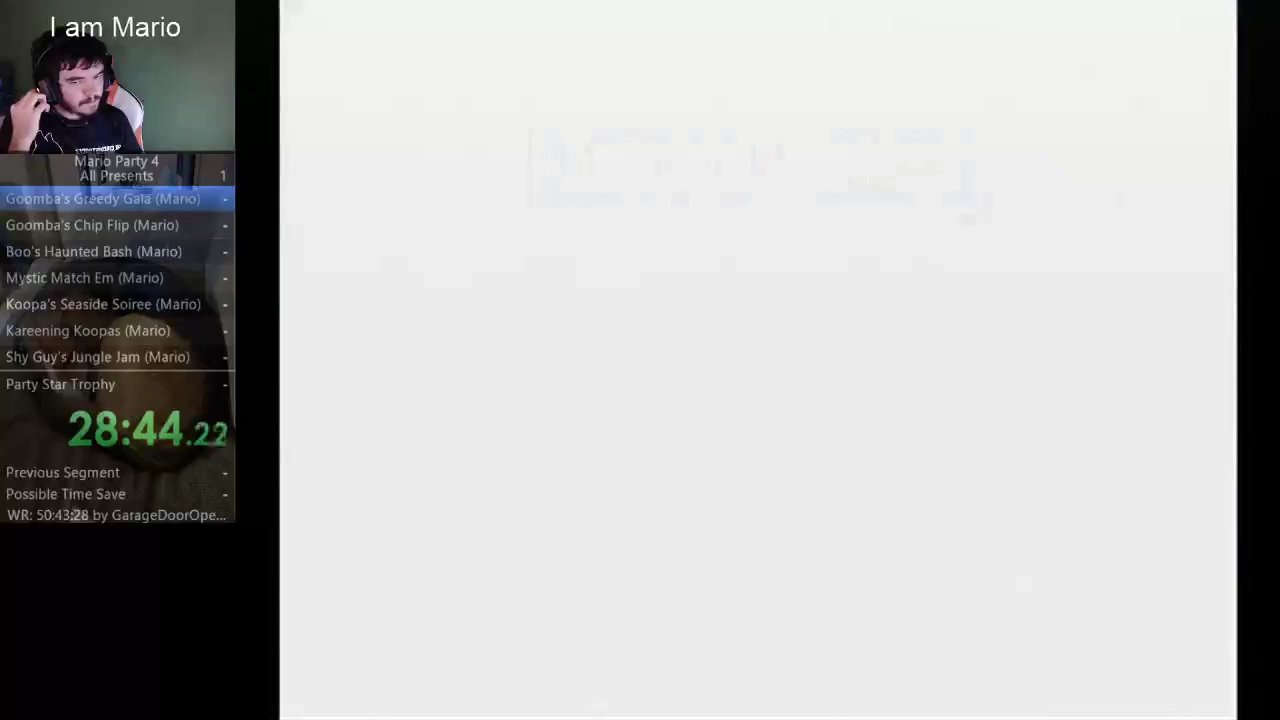 I am Mario
Mario Party 4
All Presents 1
Goomba's Greedy Gala (Mario) -
Goomba's Chip Flip (Mario) -
Boo's Haunted Bash (Mario) -
Mystic Match Em (Mario) -
Koopa's Seaside Soiree (Mario) -
Kareening Koopas (Mario) -
Shy Guy's Jungle Jam (Mario) -
Party Star Trophy -
28:44.22
Previous Segment -
Possible Time Save -
WR: 50:43:28 by GarageDoorOpe...